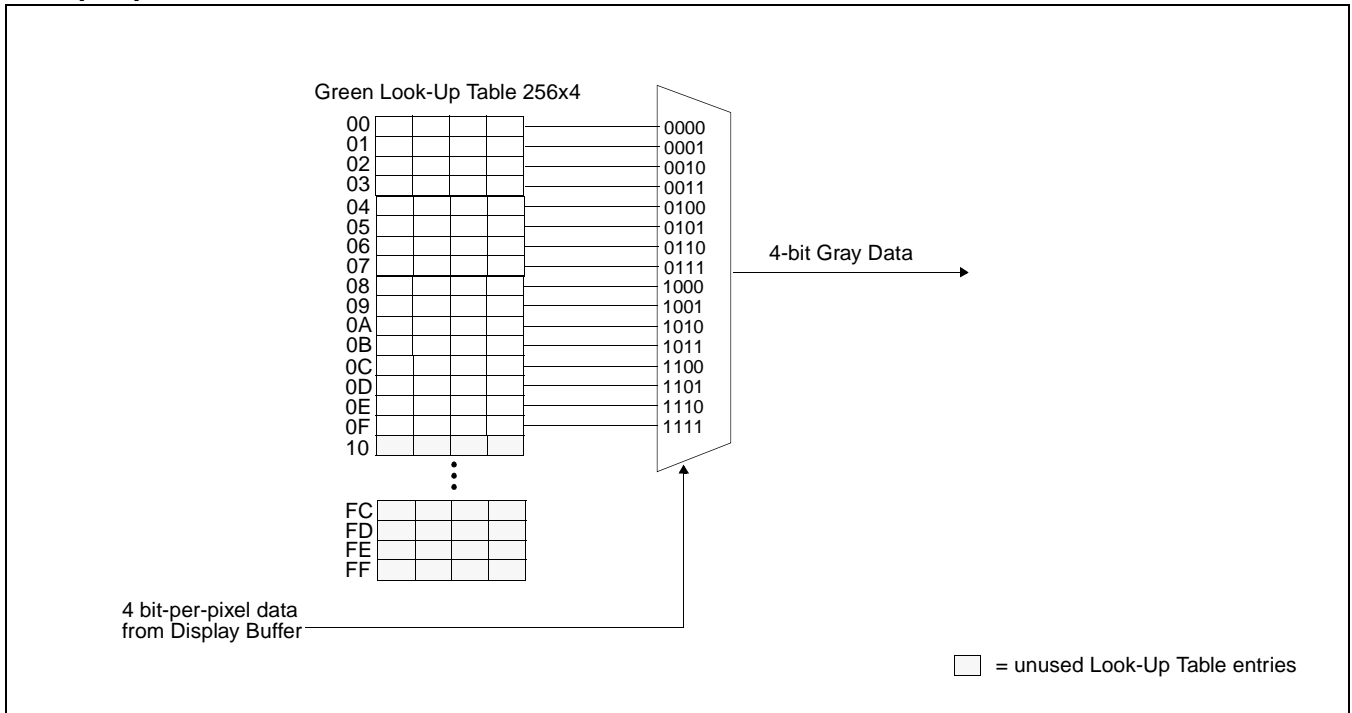 Green Look-Up Table 256x4
00
01
02
03
04
05
06
07
08
09
0A
0B
0C
0D
0E
0F
10
FC
FD
FE
FF
0000
0001
0010
0011
0100
0101
0110
0111
1000
1001
1010
1011
1100
1101
1110
1111
4-bit Gray Data
4 bit-per-pixel data
from Display Buffer
= unused Look-Up Table entries